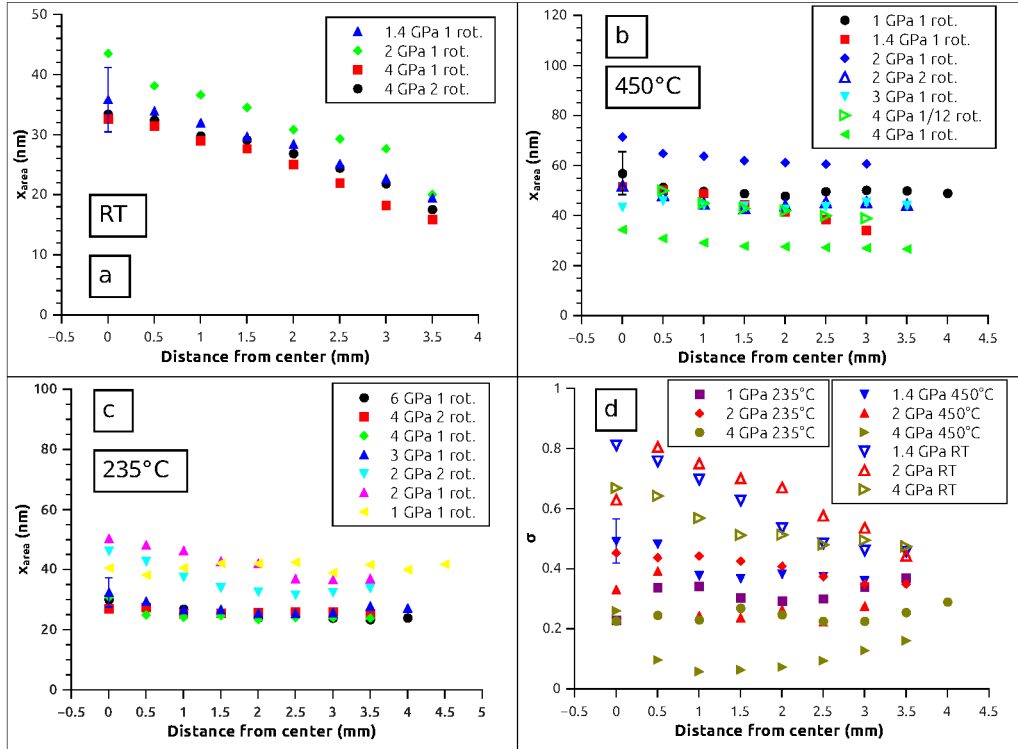 50
40
30
20
10
0
x_area (nm)
1.4 GPa 1 rot.
2 GPa 1 rot.
4 GPa 1 rot.
4 GPa 2 rot.
RT
a
−0.5 0 0.5 1 1.5 2 2.5 3 3.5 4
Distance from center (mm)
120
100
80
60
40
20
0
x_area (nm)
b
450°C
1 GPa 1 rot.
1.4 GPa 1 rot.
2 GPa 1 rot.
2 GPa 2 rot.
3 GPa 1 rot.
4 GPa 1/12 rot.
4 GPa 1 rot.
−0.5 0 0.5 1 1.5 2 2.5 3 3.5 4 4.5
Distance from center (mm)
100
80
60
40
20
0
x_area (nm)
c
235°C
6 GPa 1 rot.
4 GPa 2 rot.
4 GPa 1 rot.
3 GPa 1 rot.
2 GPa 2 rot.
2 GPa 1 rot.
1 GPa 1 rot.
−0.5 0 0.5 1 1.5 2 2.5 3 3.5 4 4.5 5
Distance from center (mm)
1
0.8
0.6
0.4
0.2
0
σ
d
1 GPa 235°C
2 GPa 235°C
4 GPa 235°C
1.4 GPa 450°C
2 GPa 450°C
4 GPa 450°C
1.4 GPa RT
2 GPa RT
4 GPa RT
−0.5 0 0.5 1 1.5 2 2.5 3 3.5 4 4.5
Distance from center (mm)